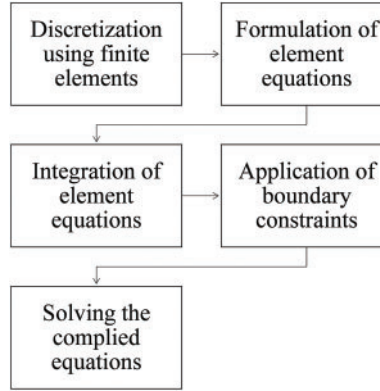 Discretization
using finite
elements
Formulation of
element
equations
Integration of
element
equations
Application of
boundary
constraints
Solving the
complied
equations